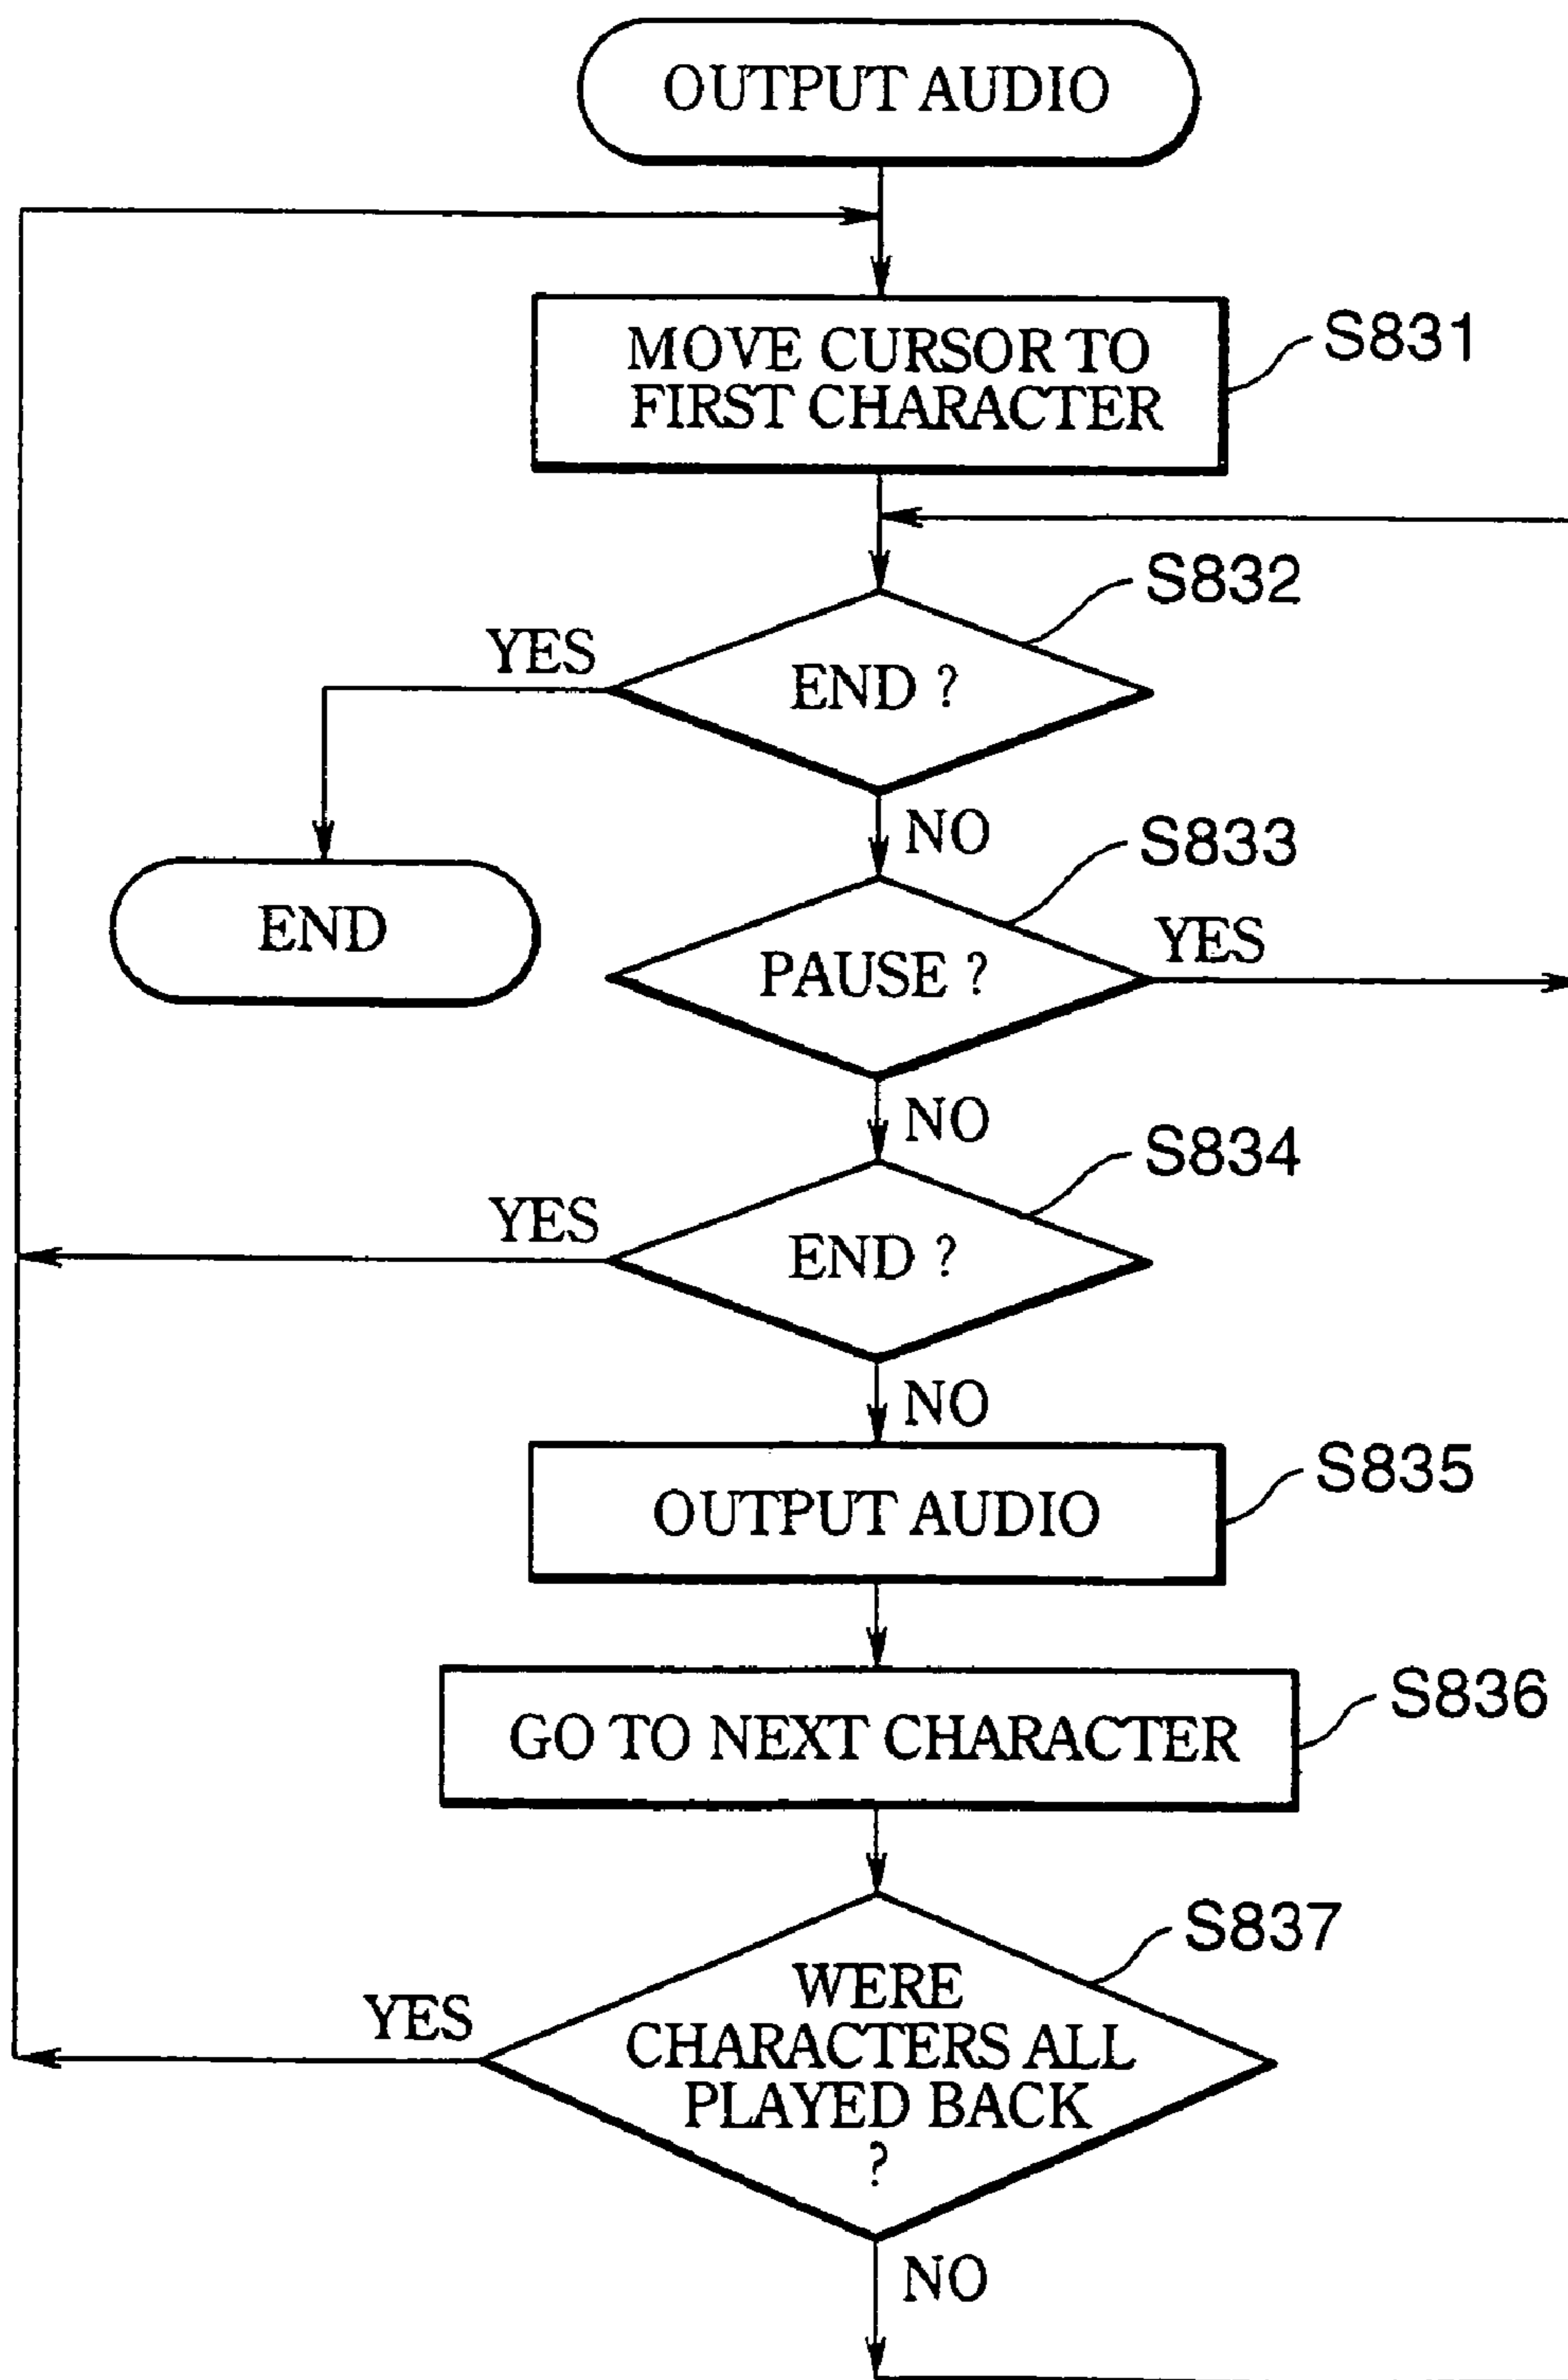 OUTPUT AUDIO
MOVE CURSOR TO
FIRST CHARACTER
S831
S832
YES
END ?
NO
S833
END
YES
PAUSE ?
NO
S834
YES
END ?
NO
S835
OUTPUT AUDIO
S836
GO TO NEXT CHARACTER
S837
YES
WERE
CHARACTERS ALL
PLAYED BACK
?
NO